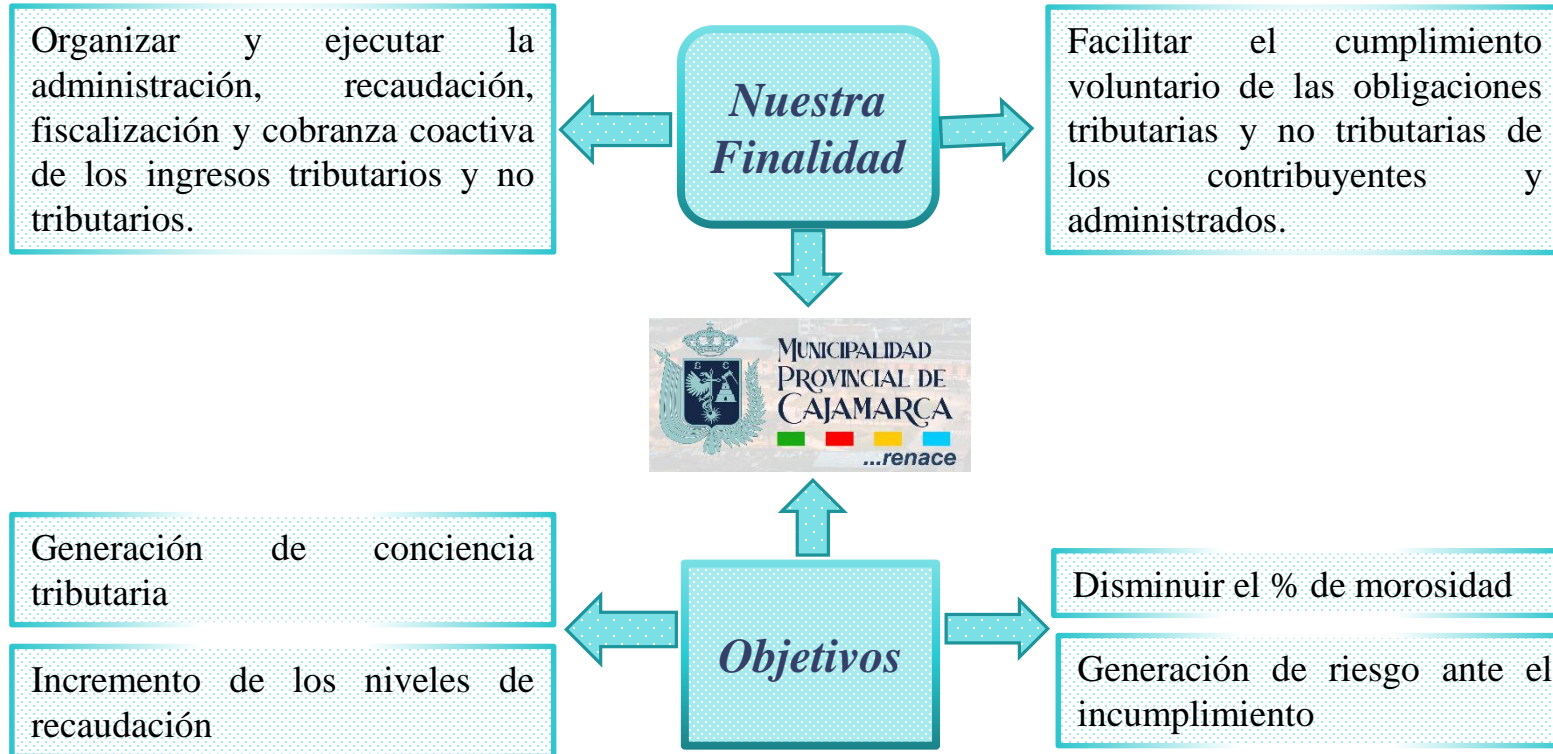 Organizar y ejecutar la
administración, recaudación,
fiscalización y cobranza coactiva
de los ingresos tributarios y no
tributarios.
Nuestra
Finalidad
Facilitar el cumplimiento
voluntario de las obligaciones
tributarias y no tributarias de
los contribuyentes y
administrados.
MUNICIPALIDAD
PROVINCIAL DE
CAJAMARCA
...renace
Generación de conciencia
tributaria
Incremento de los niveles de
recaudación
Objetivos
Disminuir el % de morosidad
Generación de riesgo ante el
incumplimiento